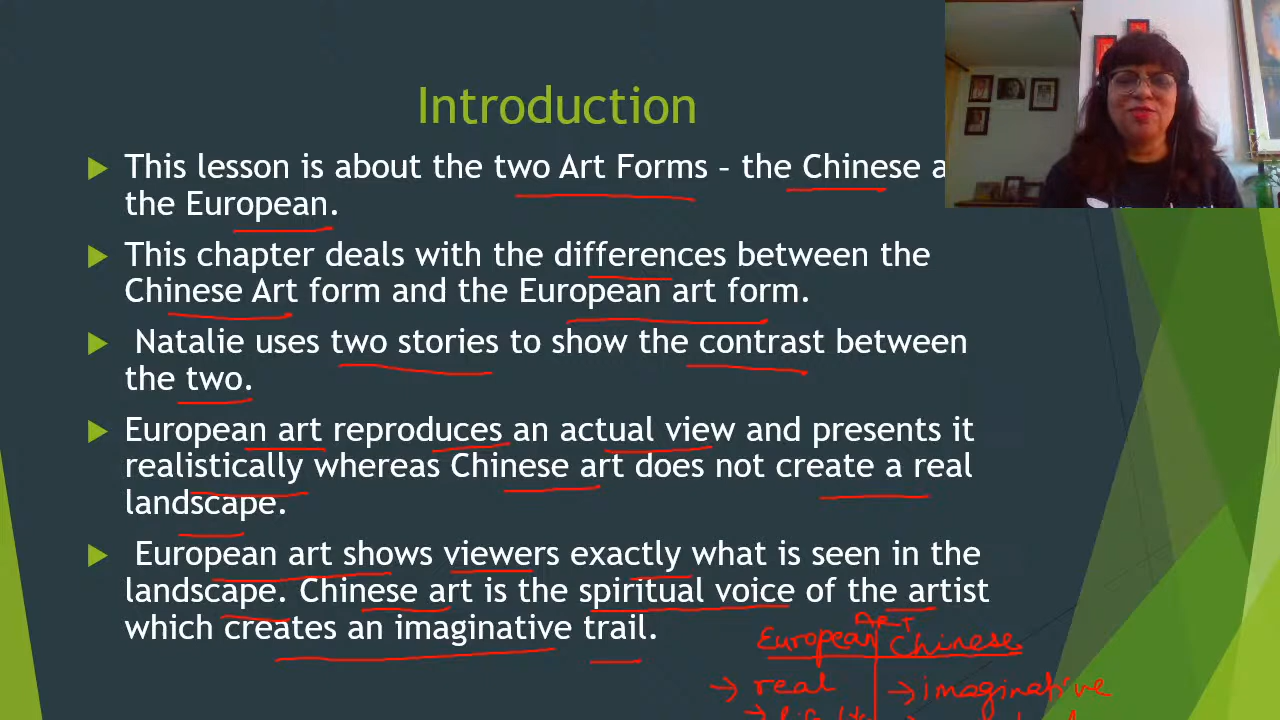 Introduction
This lesson is about the two Art Forms – the Chinese a
the European.
This chapter deals with the differences between the
Chinese Art form and the European art form.
Natalie uses two stories to show the contrast between
the two.
European art reproduces an actual view and presents it
realistically whereas Chinese art does not create a real
landscape.
European art shows viewers exactly what is seen in the
landscape. Chinese art is the spiritual voice of the artist
which creates an imaginative trail.
ART
European Chinese
→ real → imaginative